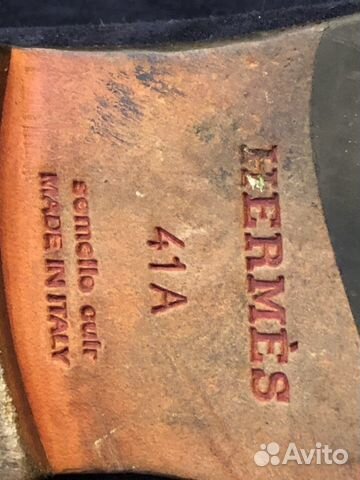 HERMÈS
41A
semelle cuir
MADE IN ITALY
Avito